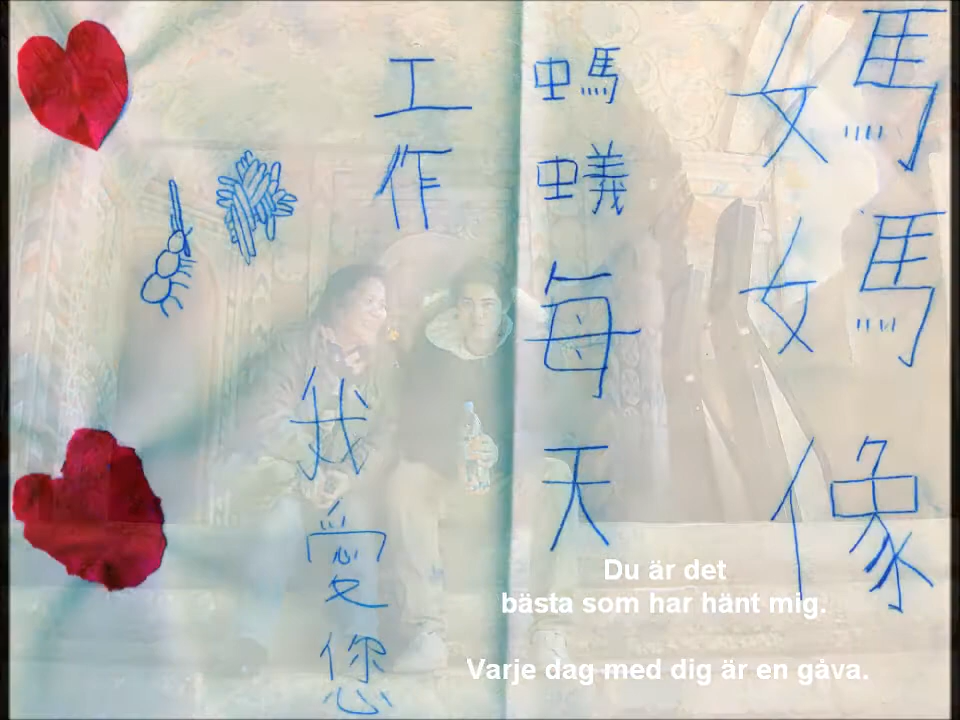 媽媽像
螞蟻每天
工作
我愛您
Du är det
bästa som har hänt mig.
Varje dag med dig är en gåva.